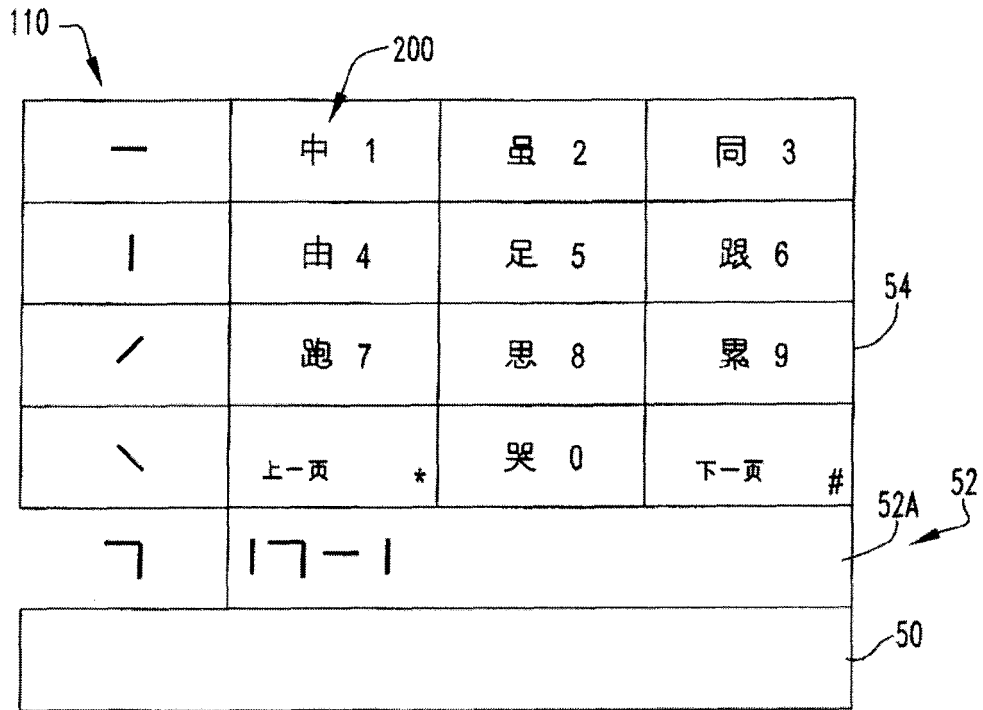 110
200
一 中 1 虽 2 同 3
丨 由 4 足 5 跟 6
54
㇒ 跑 7 思 8 累 9
㇏ 上一页 * 哭 0 下一页 #
52A
52
𠃍 丨𠃍一丨
50